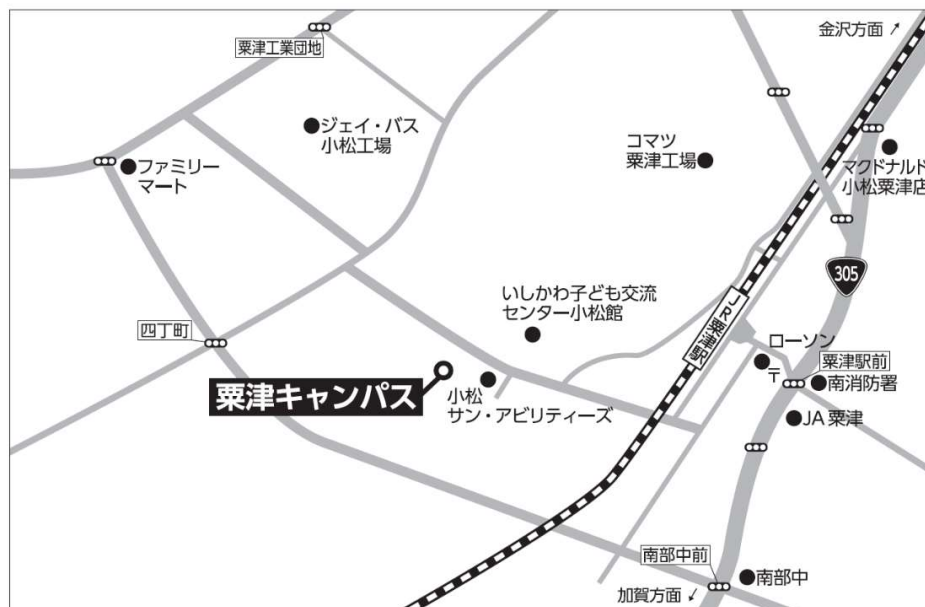 金沢方面
粟津工業団地
ジェイ・バス
小松工場
コマツ
粟津工場
ファミリー
マート
マクドナルド
小松粟津店
305
いしかわ子ども交流
センター小松館
JR粟津駅
四丁町
ローソン
〒
粟津駅前
南消防署
粟津キャンパス
小松
サン・アビリティーズ
JA粟津
南部中前
南部中
加賀方面